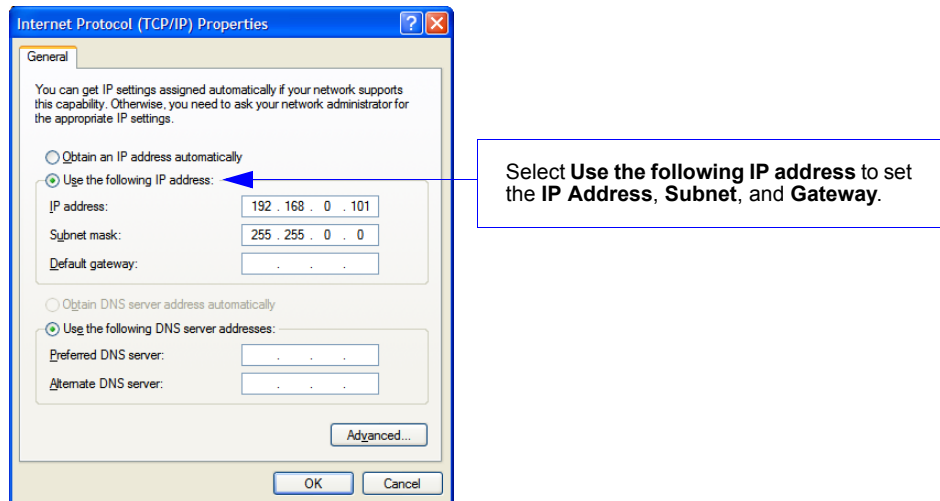 Internet Protocol (TCP/IP) Properties
General
You can get IP settings assigned automatically if your network supports
this capability. Otherwise, you need to ask your network administrator for
the appropriate IP settings.
Obtain an IP address automatically
Use the following IP address:
IP address: 192 . 168 . 0 . 101
Subnet mask: 255 . 255 . 0 . 0
Default gateway: . . .
Obtain DNS server address automatically
Use the following DNS server addresses:
Preferred DNS server: . . .
Alternate DNS server: . . .
Advanced...
OK Cancel
Select Use the following IP address to set
the IP Address, Subnet, and Gateway.